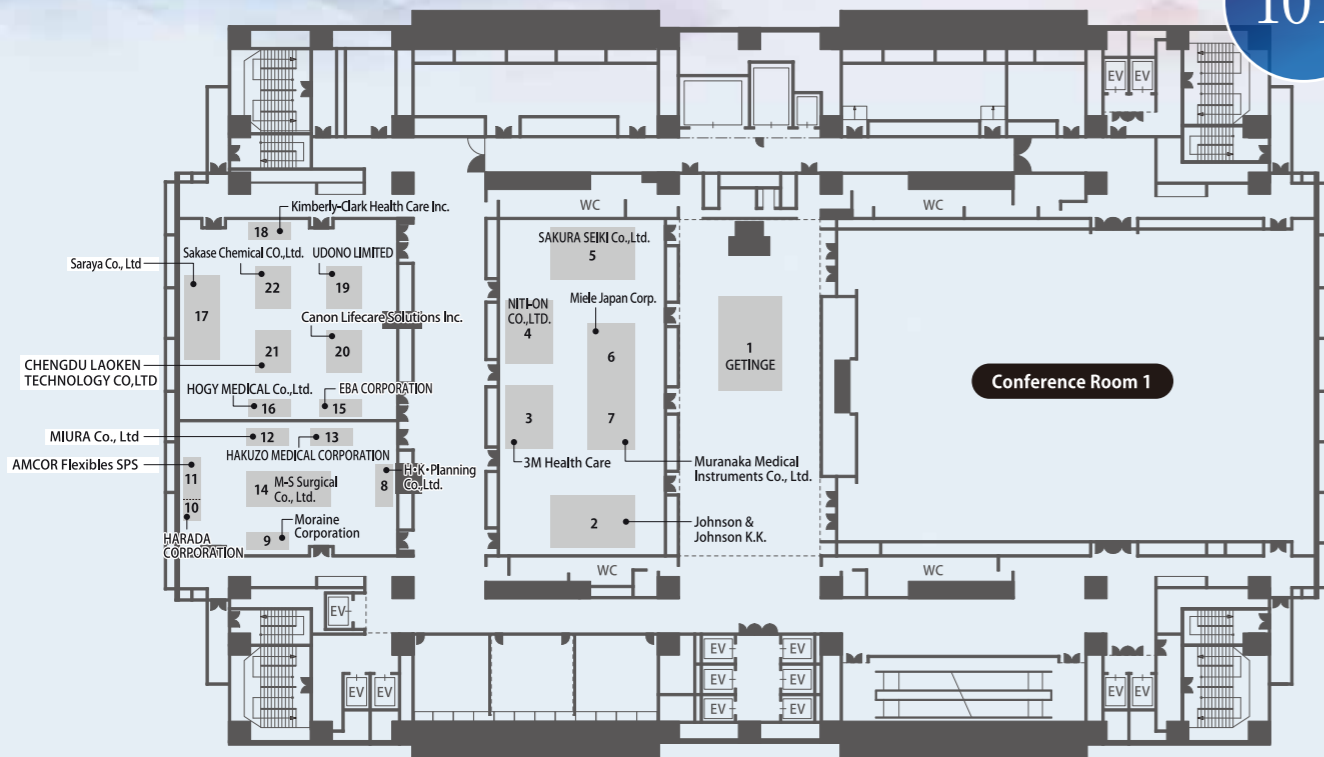 101
EV
EV
WC
WC
Kimberly-Clark Health Care Inc.
18
Sakase Chemical CO.,Ltd.
UDONO LIMITED
SAKURA SEIKI Co.,Ltd.
5
Saraya Co., Ltd
22
19
17
NITI-ON
CO.,LTD.
4
Miele Japan Corp.
Canon Lifecare Solutions Inc.
6
1
GETINGE
21
20
CHENGDU LAOKEN
TECHNOLOGY CO,LTD
Conference Room 1
HOGY MEDICAL Co.,Ltd.
EBA CORPORATION
16
15
3
7
MIURA Co., Ltd
12
13
HAKUZO MEDICAL CORPORATION
3M Health Care
Muranaka Medical
Instruments Co., Ltd.
AMCOR Flexibles SPS
11
H·K·Planning
Co.,Ltd.
8
14
M-S Surgical
Co., Ltd.
10
HARADA
CORPORATION
9
Moraine
Corporation
2
Johnson &
Johnson K.K.
WC
WC
EV
EV
EV
EV
EV
EV
EV
EV
EV
EV
EV
EV